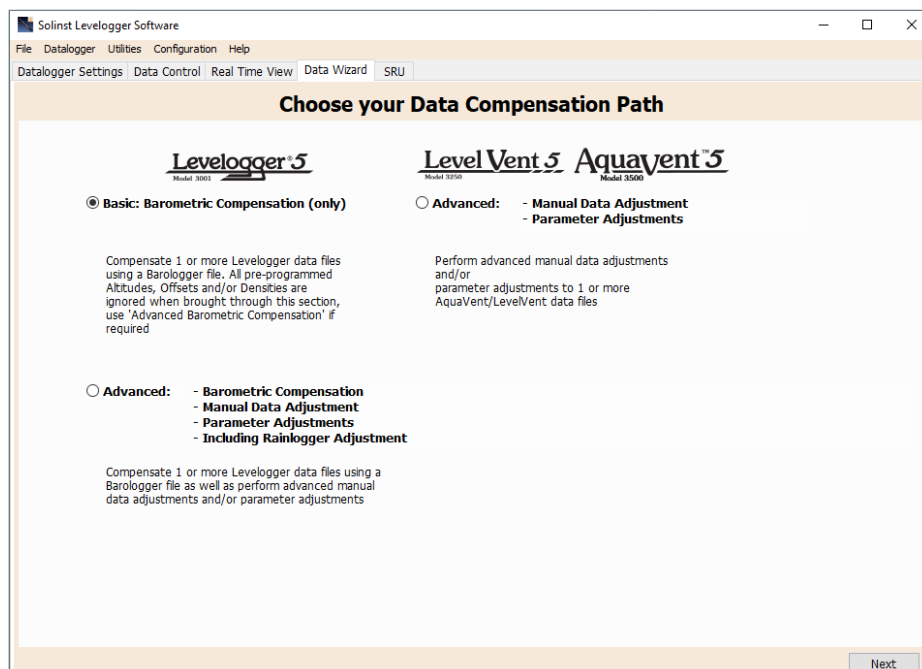 Solinst Levelogger Software
File Datalogger Utilities Configuration Help
Datalogger Settings Data Control Real Time View Data Wizard SRU
Choose your Data Compensation Path
Levelogger®5
Model 3001
Basic: Barometric Compensation (only)
Compensate 1 or more Levelogger data files
using a Barologger file. All pre-programmed
Altitudes, Offsets and/or Densities are
ignored when brought through this section,
use 'Advanced Barometric Compensation' if
required
LevelVent 5
Model 3250
Aquavent™5
Model 3500
Advanced: - Manual Data Adjustment
- Parameter Adjustments
Perform advanced manual data adjustments
and/or
parameter adjustments to 1 or more
AquaVent/LevelVent data files
Advanced: - Barometric Compensation
- Manual Data Adjustment
- Parameter Adjustments
- Including Rainlogger Adjustment
Compensate 1 or more Levelogger data files using a
Barologger file as well as perform advanced manual
data adjustments and/or parameter adjustments
Next